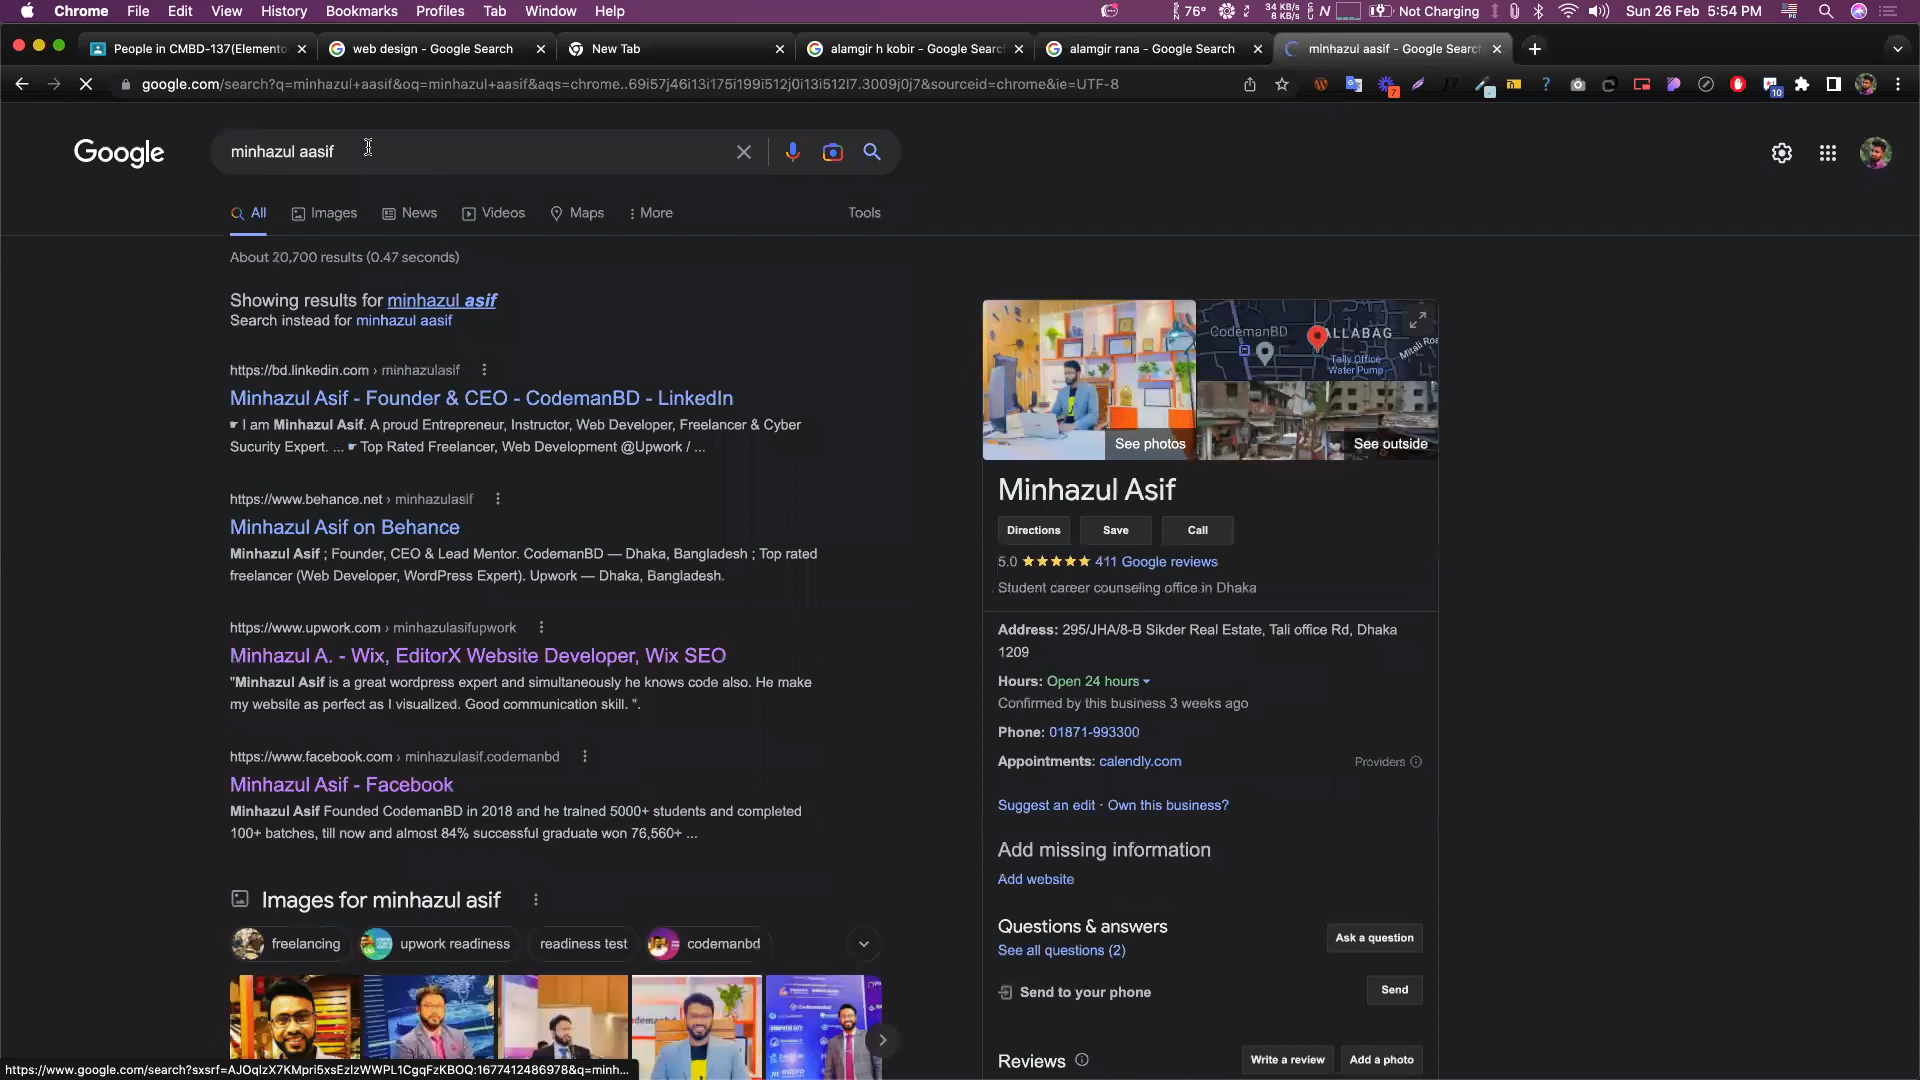 Chrome File Edit View History Bookmarks Profiles Tab Window Help
76° 34 KB/s 8 KB/s N Not Charging Sun 26 Feb 5:54 PM
People in CMBD-137(Elemento web design - Google Search New Tab alamgir h kobir - Google Searc alamgir rana - Google Search minhazul aasif - Google Searc
google.com/search?q=minhazul+aasif&oq=minhazul+aasif&aqs=chrome..69i57j46i13i175i199i512j0i13i512l7.3009j0j7&sourceid=chrome&ie=UTF-8
7 10
Google
minhazul aasif
All Images News Videos Maps More Tools
About 20,700 results (0.47 seconds)
Showing results for minhazul asif
Search instead for minhazul aasif
https://bd.linkedin.com › minhazulasif
Minhazul Asif - Founder & CEO - CodemanBD - LinkedIn
☛ I am Minhazul Asif. A proud Entrepreneur, Instructor, Web Developer, Freelancer & Cyber
Sucurity Expert. ... ☛ Top Rated Freelancer, Web Development @Upwork / ...
https://www.behance.net › minhazulasif
Minhazul Asif on Behance
Minhazul Asif ; Founder, CEO & Lead Mentor. CodemanBD — Dhaka, Bangladesh ; Top rated
freelancer (Web Developer, WordPress Expert). Upwork — Dhaka, Bangladesh.
https://www.upwork.com › minhazulasifupwork
Minhazul A. - Wix, EditorX Website Developer, Wix SEO
"Minhazul Asif is a great wordpress expert and simultaneously he knows code also. He make
my website as perfect as I visualized. Good communication skill. ".
https://www.facebook.com › minhazulasif.codemanbd
Minhazul Asif - Facebook
Minhazul Asif Founded CodemanBD in 2018 and he trained 5000+ students and completed
100+ batches, till now and almost 84% successful graduate won 76,560+ ...
Images for minhazul asif
freelancing upwork readiness readiness test codemanbd
CodemanBD
ALLABAG
Mitali Roa
Tally Office
Water Pump
See photos
See outside
Minhazul Asif
Directions Save Call
5.0 ★★★★★ 411 Google reviews
Student career counseling office in Dhaka
Address: 295/JHA/8-B Sikder Real Estate, Tali office Rd, Dhaka
1209
Hours: Open 24 hours
Confirmed by this business 3 weeks ago
Phone: 01871-993300
Appointments: calendly.com Providers
Suggest an edit · Own this business?
Add missing information
Add website
Questions & answers
See all questions (2)
Ask a question
Send to your phone
Send
Reviews
Write a review Add a photo
https://www.google.com/search?sxsrf=AJOqlzX7KMpri5xsEzIzWWPL1CgqFzKBOQ:1677412486978&q=minh...